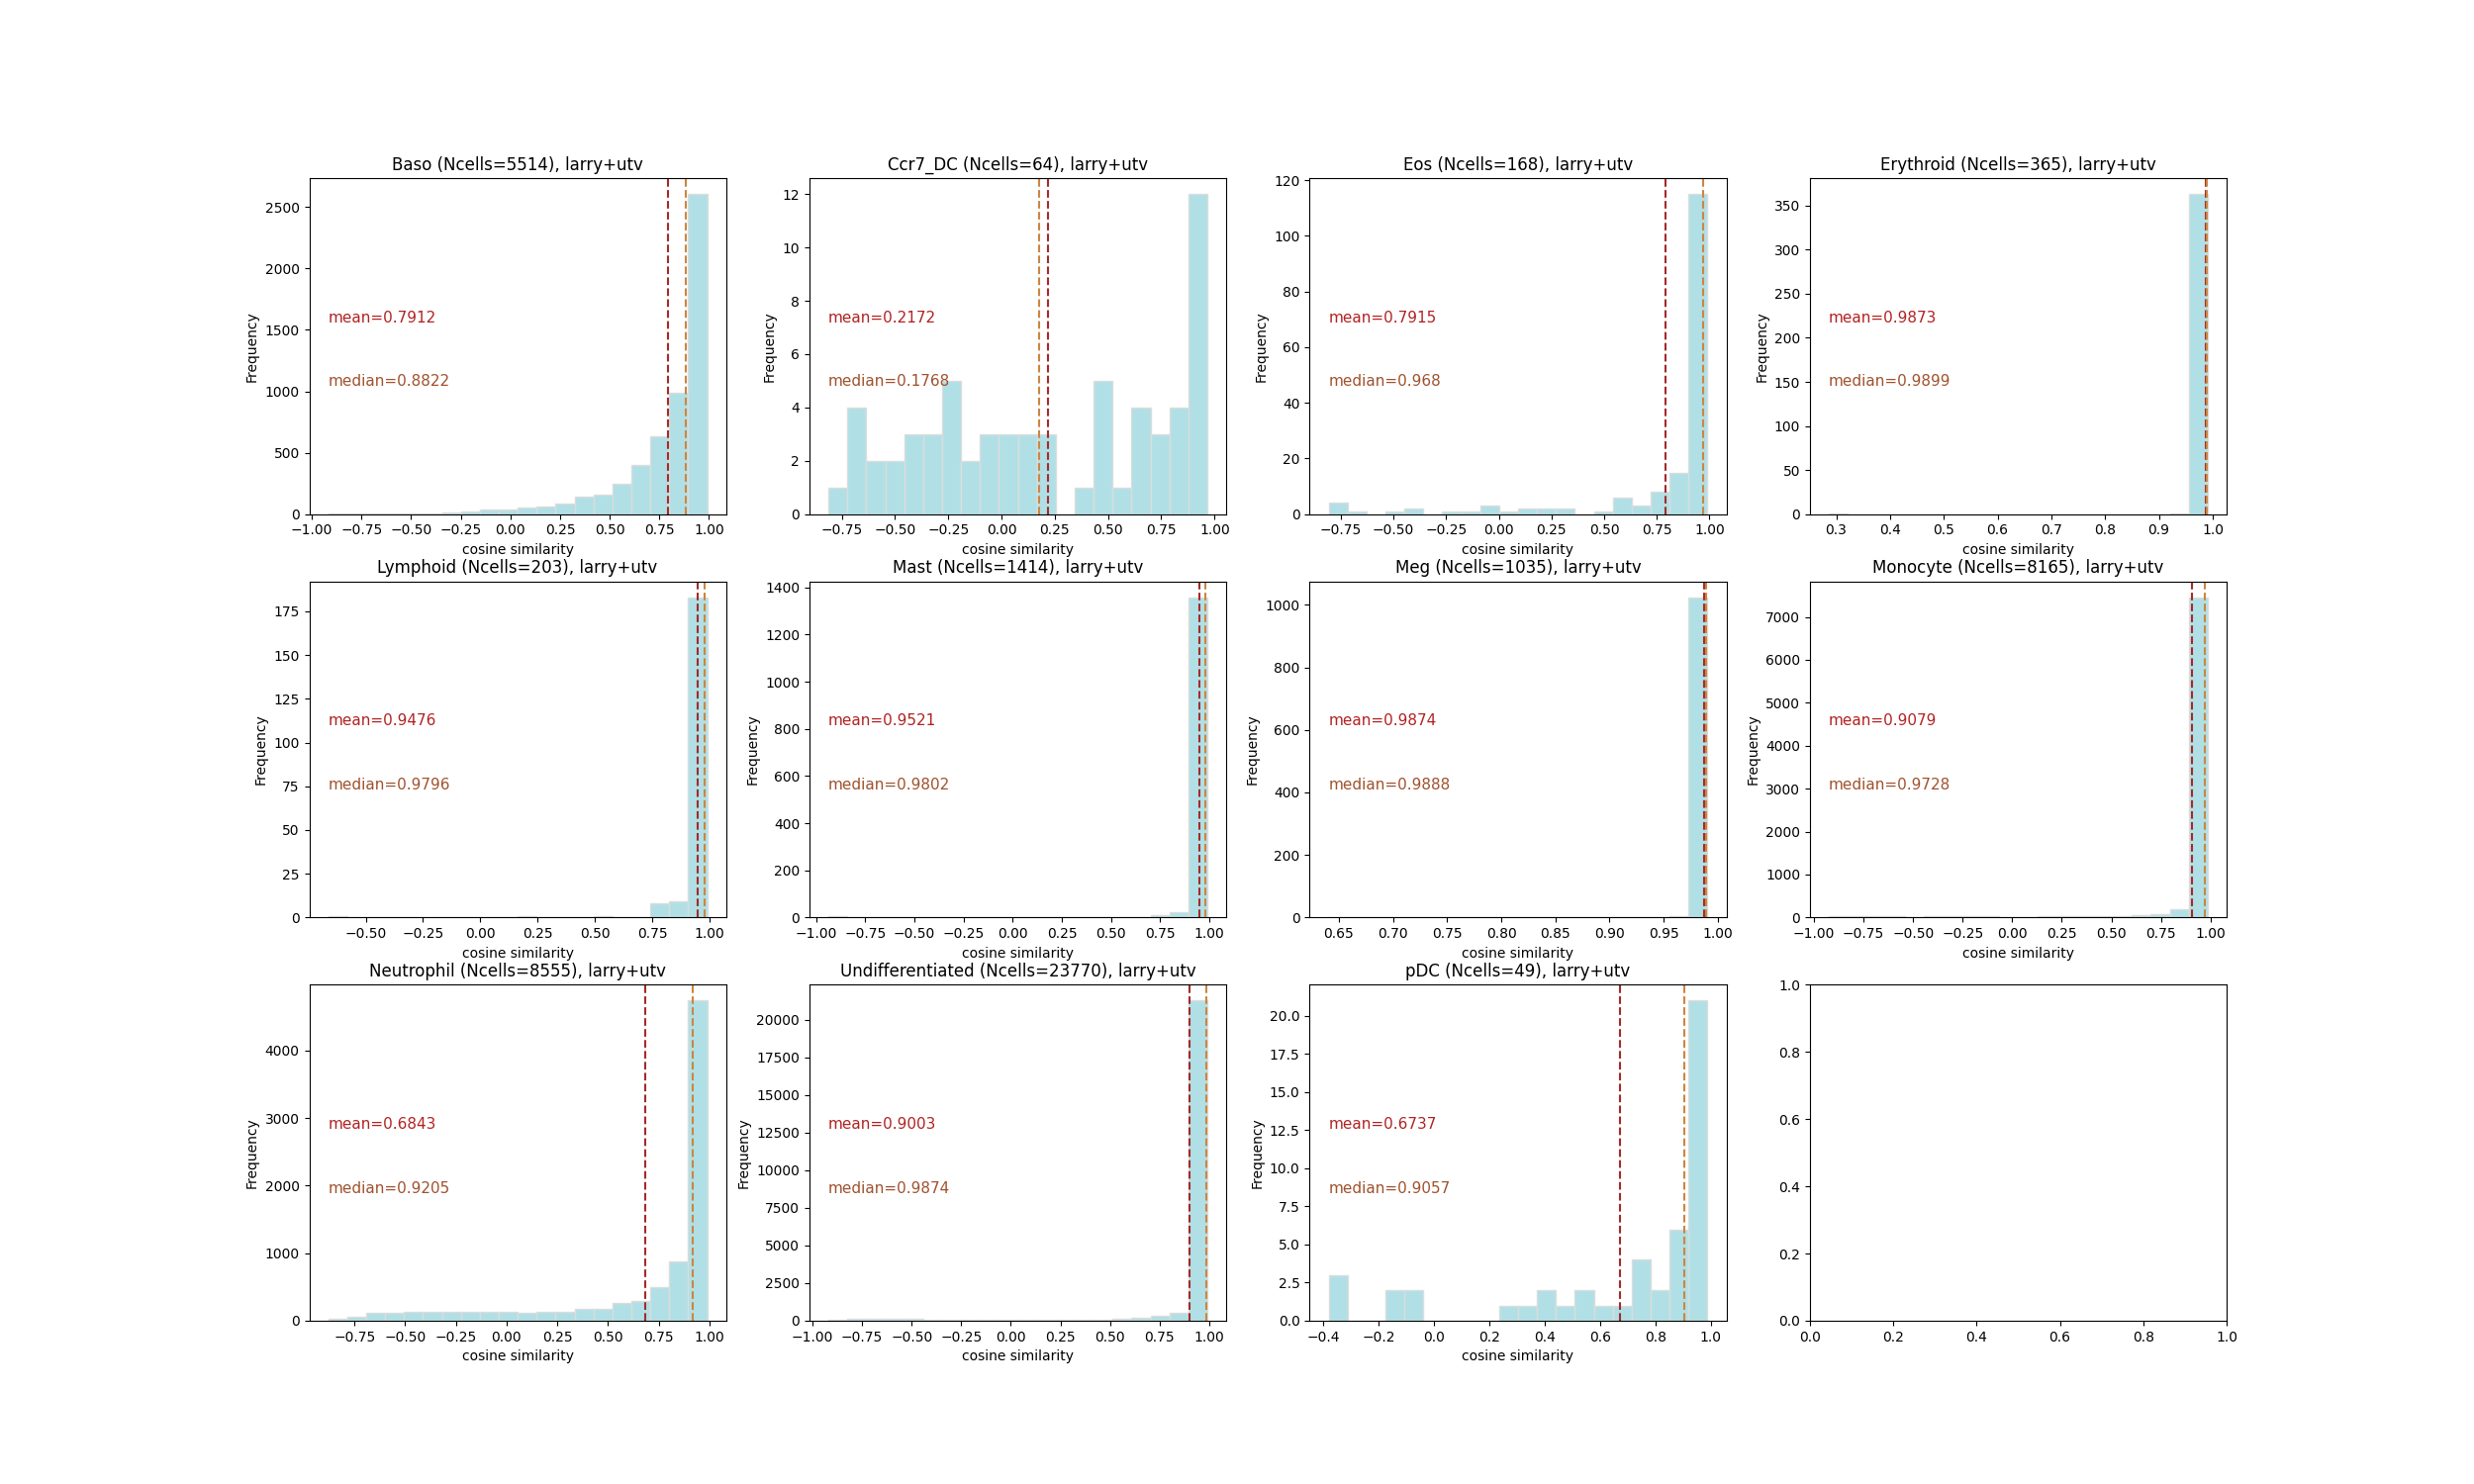 Baso (Ncells=5514), larry+utv
Frequency
2500
2000
1500
1000
500
0
mean=0.7912
median=0.8822
−1.00 −0.75 −0.50 −0.25 0.00 0.25 0.50 0.75 1.00
cosine similarity
Ccr7_DC (Ncells=64), larry+utv
Frequency
12
10
8
6
4
2
0
mean=0.2172
median=0.1768
−0.75 −0.50 −0.25 0.00 0.25 0.50 0.75 1.00
cosine similarity
Eos (Ncells=168), larry+utv
Frequency
120
100
80
60
40
20
0
mean=0.7915
median=0.968
−0.75 −0.50 −0.25 0.00 0.25 0.50 0.75 1.00
cosine similarity
Erythroid (Ncells=365), larry+utv
Frequency
350
300
250
200
150
100
50
0
mean=0.9873
median=0.9899
0.3 0.4 0.5 0.6 0.7 0.8 0.9 1.0
cosine similarity
Lymphoid (Ncells=203), larry+utv
Frequency
175
150
125
100
75
50
25
0
mean=0.9476
median=0.9796
−0.50 −0.25 0.00 0.25 0.50 0.75 1.00
cosine similarity
Mast (Ncells=1414), larry+utv
Frequency
1400
1200
1000
800
600
400
200
0
mean=0.9521
median=0.9802
−1.00 −0.75 −0.50 −0.25 0.00 0.25 0.50 0.75 1.00
cosine similarity
Meg (Ncells=1035), larry+utv
Frequency
1000
800
600
400
200
0
mean=0.9874
median=0.9888
0.65 0.70 0.75 0.80 0.85 0.90 0.95 1.00
cosine similarity
Monocyte (Ncells=8165), larry+utv
Frequency
7000
6000
5000
4000
3000
2000
1000
0
mean=0.9079
median=0.9728
−1.00 −0.75 −0.50 −0.25 0.00 0.25 0.50 0.75 1.00
cosine similarity
Neutrophil (Ncells=8555), larry+utv
Frequency
4000
3000
2000
1000
0
mean=0.6843
median=0.9205
−0.75 −0.50 −0.25 0.00 0.25 0.50 0.75 1.00
cosine similarity
Undifferentiated (Ncells=23770), larry+utv
Frequency
20000
17500
15000
12500
10000
7500
5000
2500
0
mean=0.9003
median=0.9874
−1.00 −0.75 −0.50 −0.25 0.00 0.25 0.50 0.75 1.00
cosine similarity
pDC (Ncells=49), larry+utv
Frequency
20.0
17.5
15.0
12.5
10.0
7.5
5.0
2.5
0.0
mean=0.6737
median=0.9057
−0.4 −0.2 0.0 0.2 0.4 0.6 0.8 1.0
cosine similarity
1.0
0.8
0.6
0.4
0.2
0.0
0.0 0.2 0.4 0.6 0.8 1.0